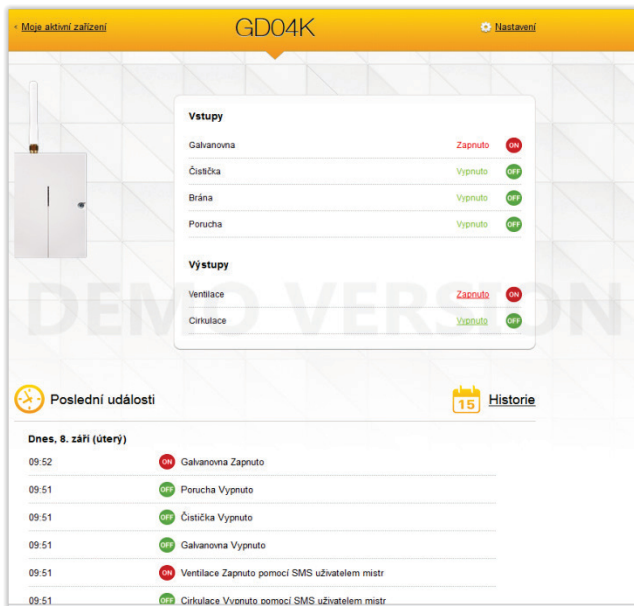 ‹ Moje aktivní zařízení GD04K Nastavení
Vstupy
Galvanovna Zapnuto ON
Čistička Vypnuto OFF
Brána Vypnuto OFF
Porucha Vypnuto OFF
Výstupy
Ventilace Zapnuto ON
Cirkulace Vypnuto OFF
DEMO VERSION
Poslední události 15 Historie
Dnes, 8. září (úterý)
09:52 ON Galvanovna Zapnuto
09:51 OFF Porucha Vypnuto
09:51 OFF Čistička Vypnuto
09:51 OFF Galvanovna Vypnuto
09:51 ON Ventilace Zapnuto pomocí SMS uživatelem mistr
09:51 OFF Cirkulace Vypnuto pomocí SMS uživatelem mistr